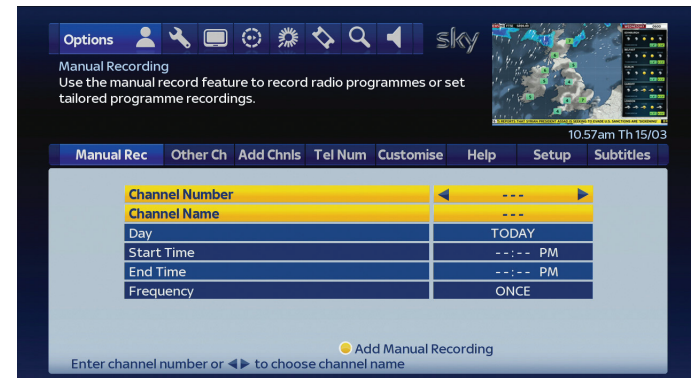 Options
sky
Manual Recording
Use the manual record feature to record radio programmes or set
tailored programme recordings.
10.57am Th 15/03
Manual Rec Other Ch Add Chnls Tel Num Customise Help Setup Subtitles
Channel Number ---
Channel Name ---
Day TODAY
Start Time --:-- PM
End Time --:-- PM
Frequency ONCE
Add Manual Recording
Enter channel number or ◀▶ to choose channel name